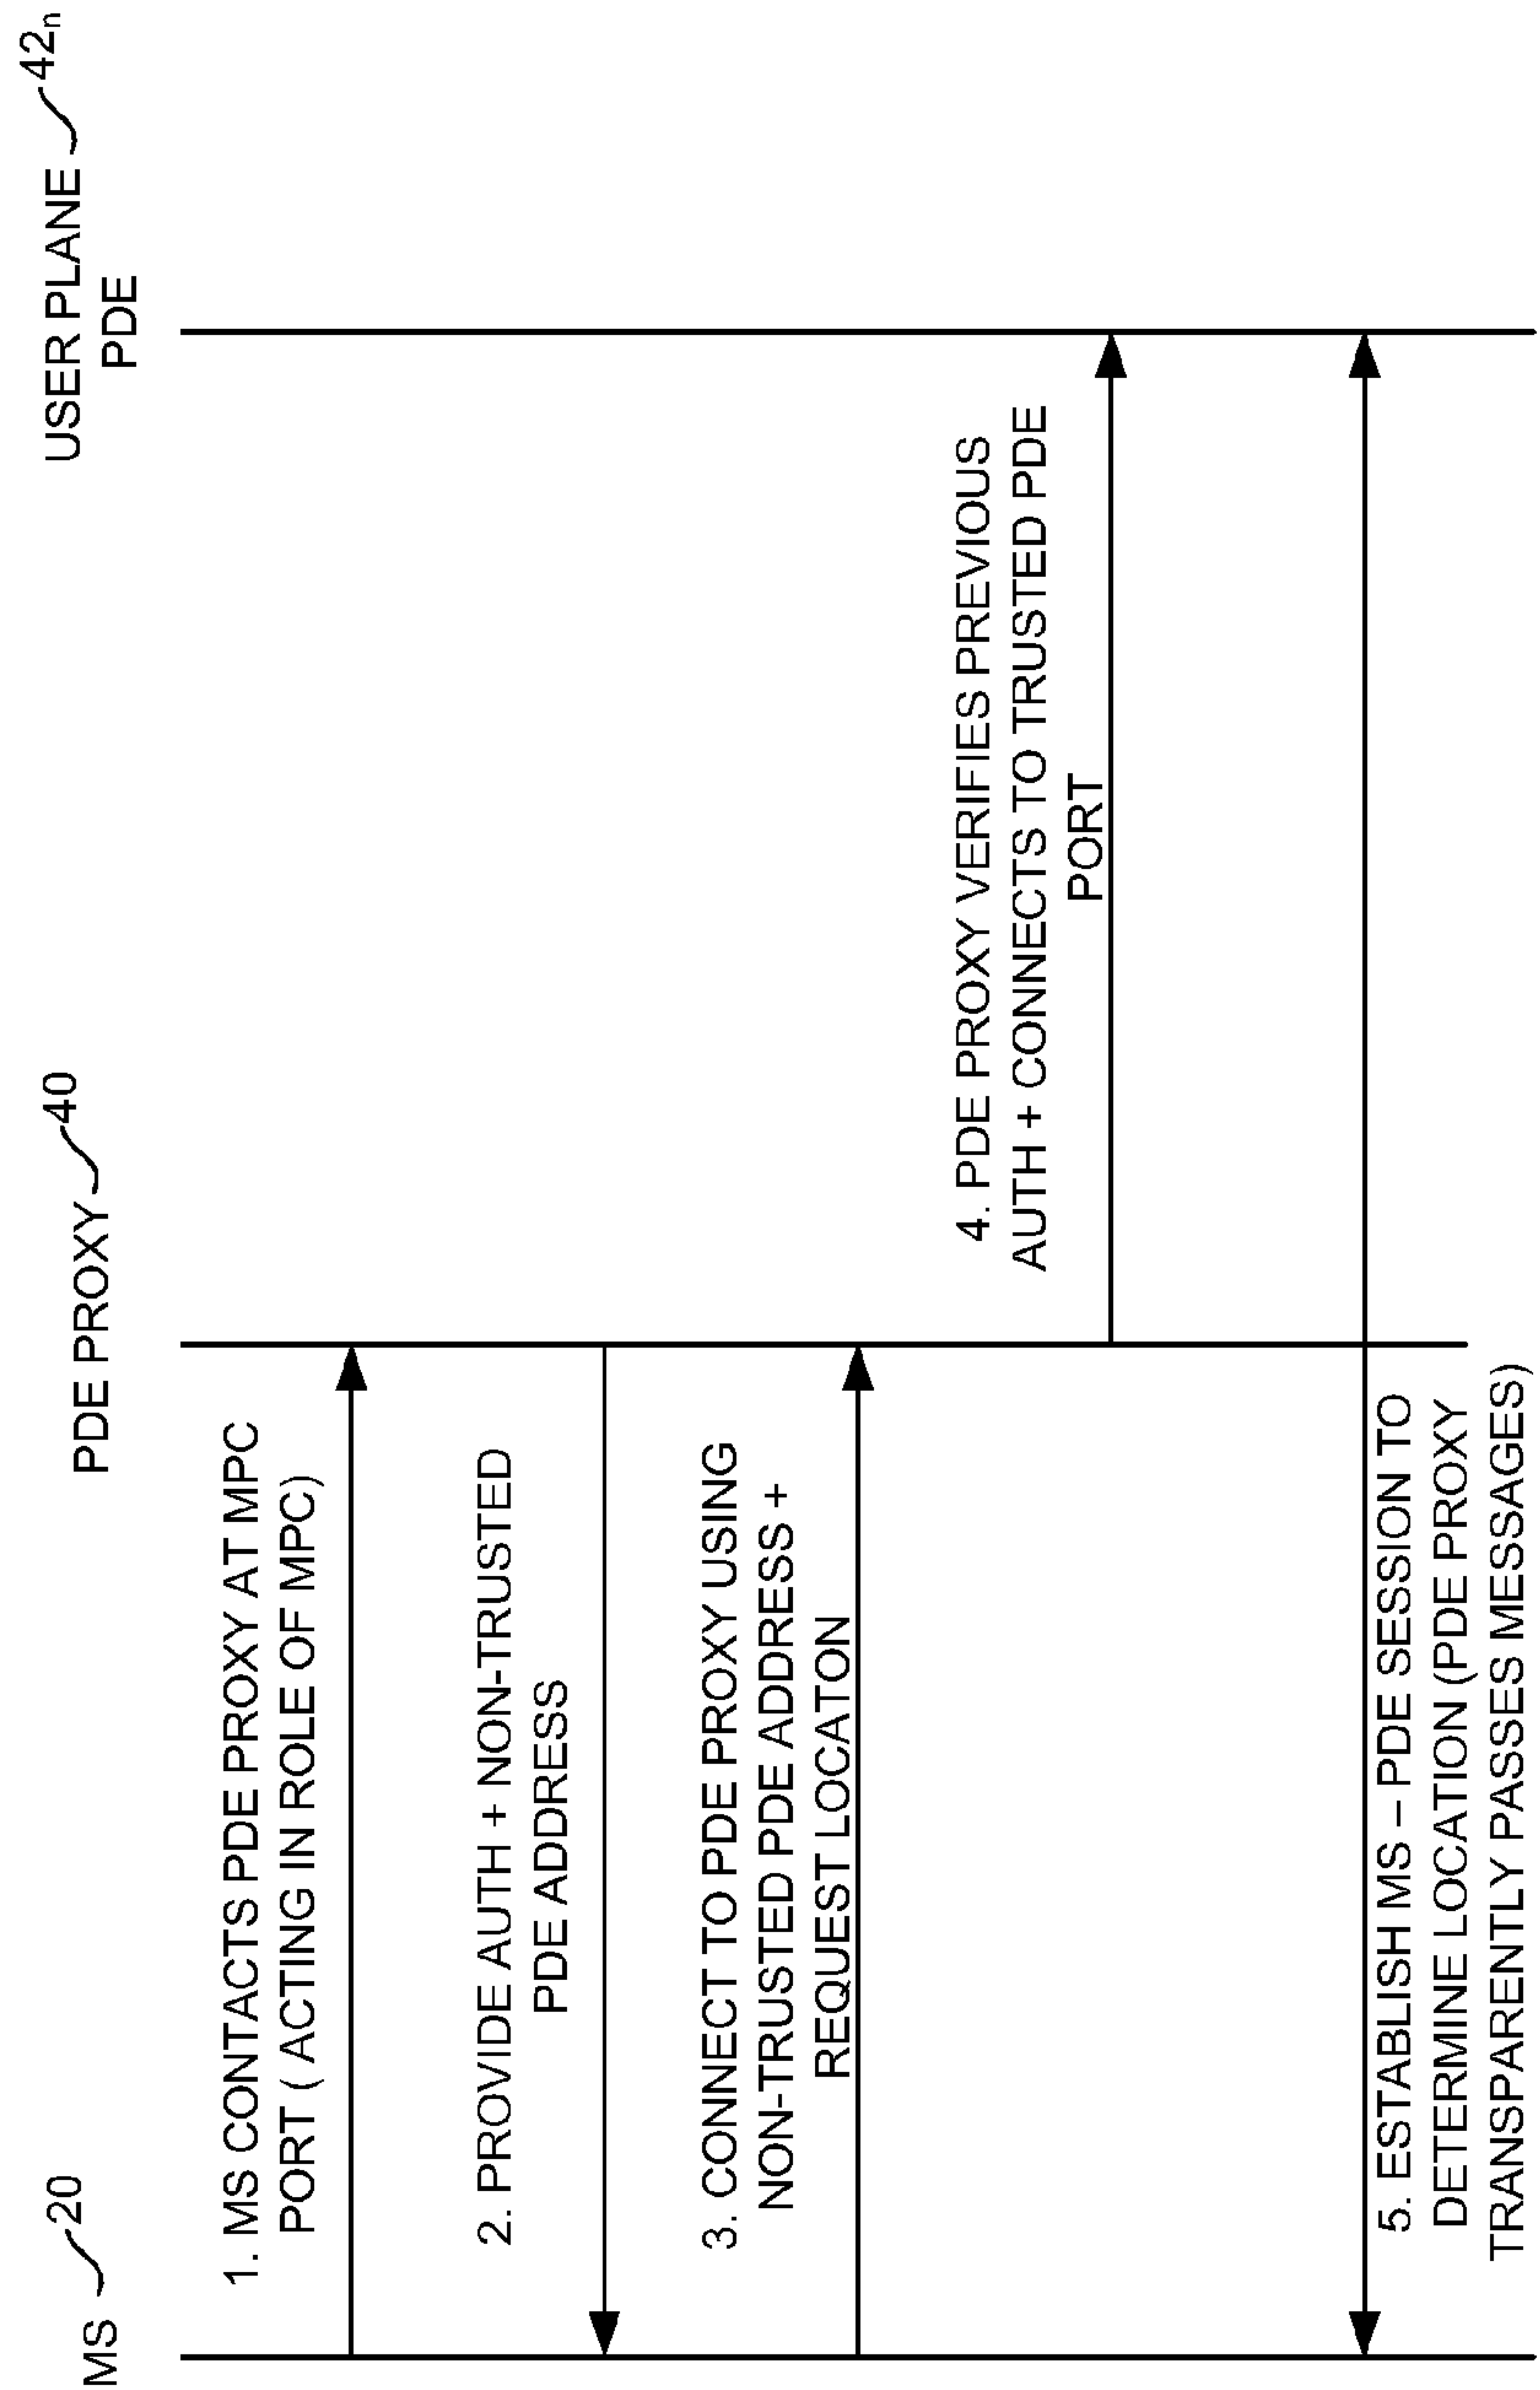 MS 20
PDE PROXY 40
USER PLANE 42n
PDE
1. MS CONTACTS PDE PROXY AT MPC
PORT ( ACTING IN ROLE OF MPC)
2. PROVIDE AUTH + NON-TRUSTED
PDE ADDRESS
3. CONNECT TO PDE PROXY USING
NON-TRUSTED PDE ADDRESS +
REQUEST LOCATON
4. PDE PROXY VERIFIES PREVIOUS
AUTH + CONNECTS TO TRUSTED PDE
PORT
5. ESTABLISH MS – PDE SESSION TO
DETERMINE LOCATION (PDE PROXY
TRANSPARENTLY PASSES MESSAGES)